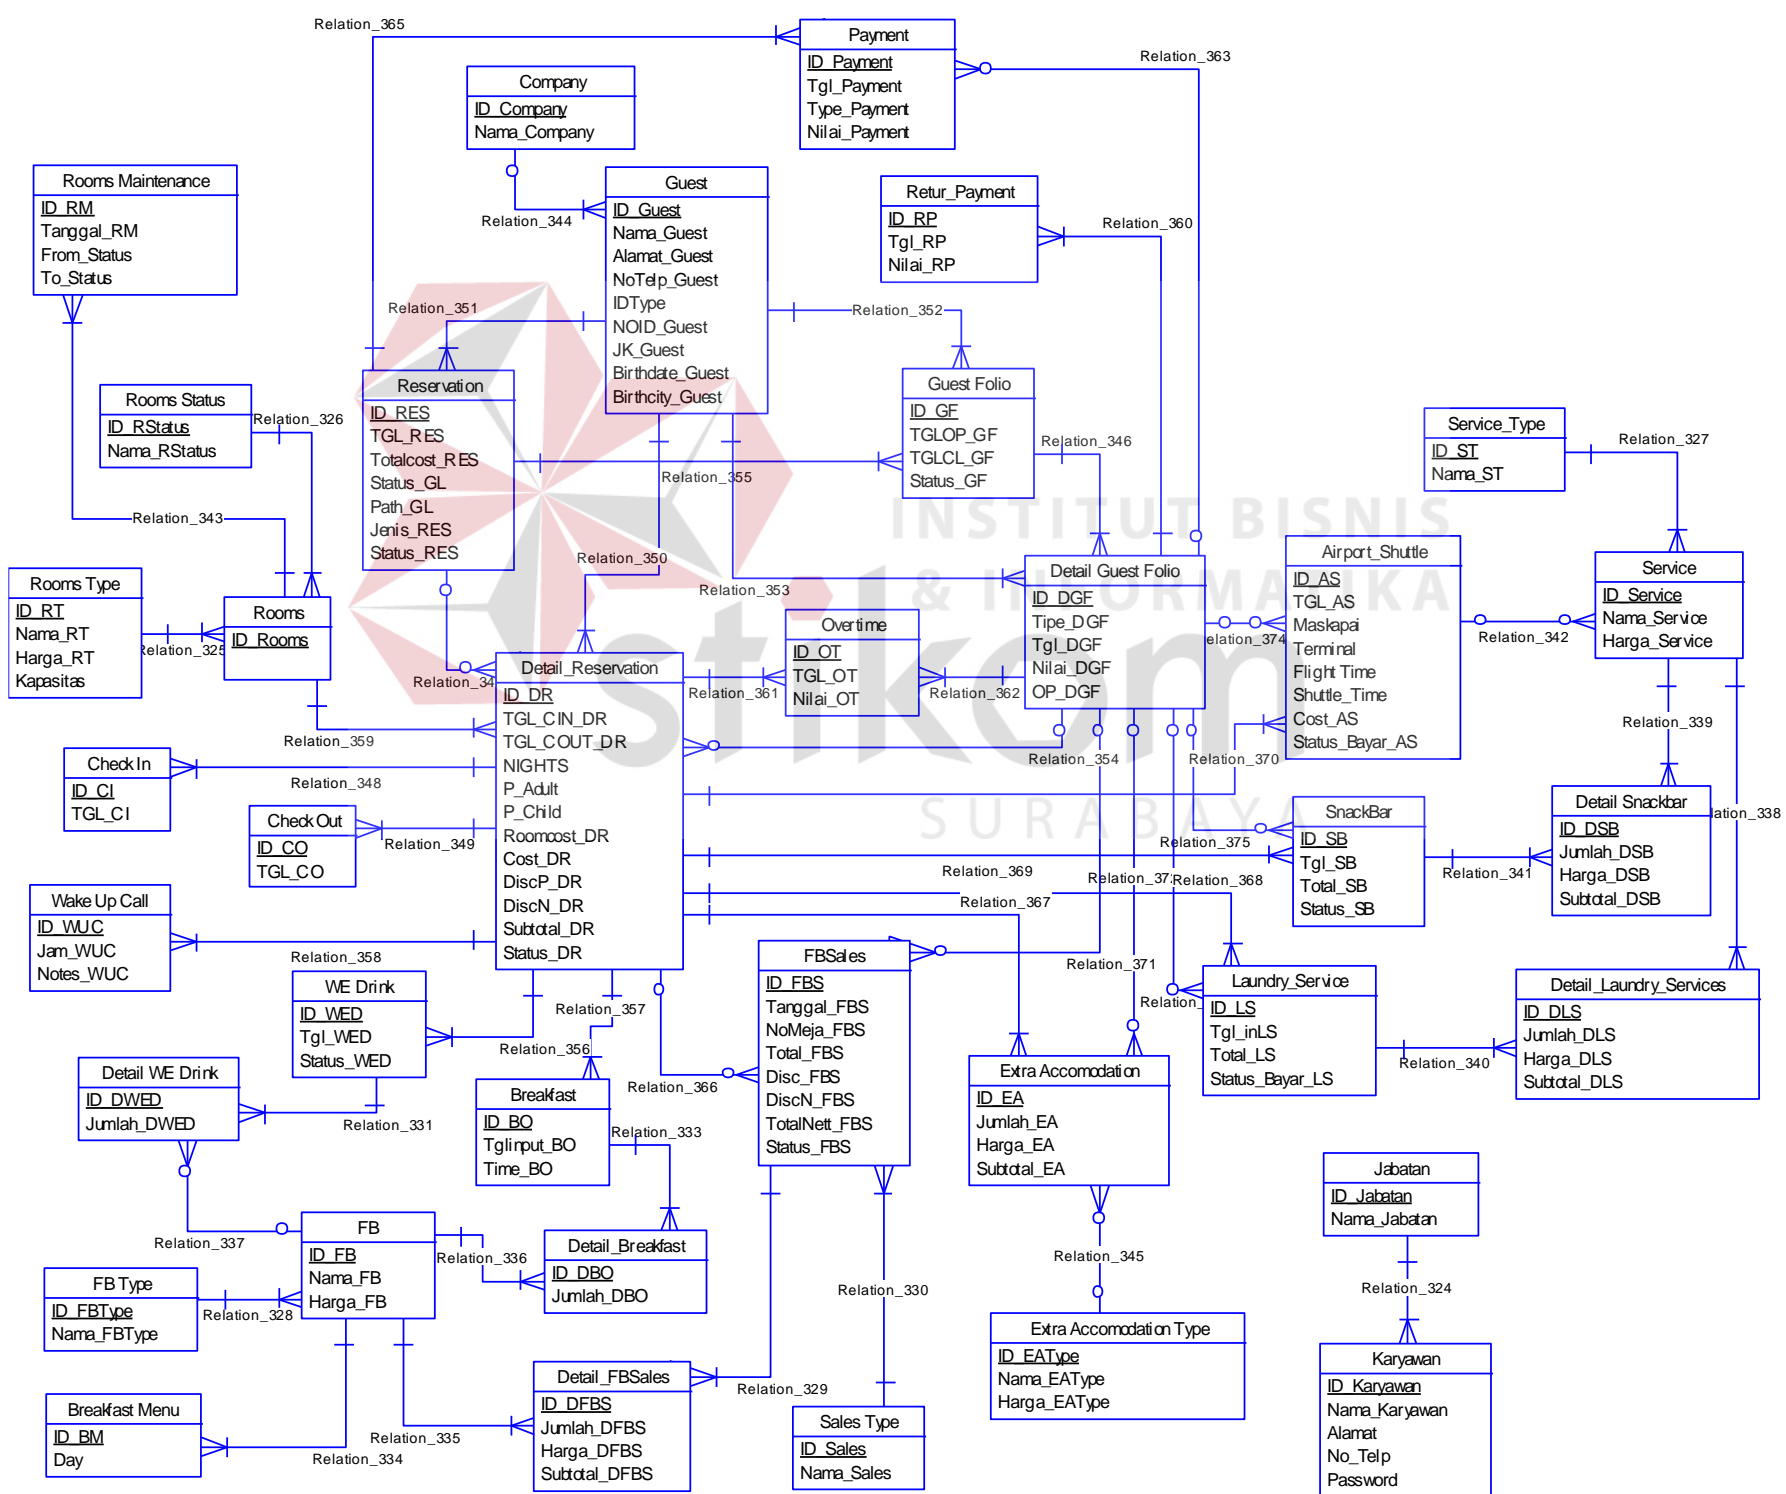 Relation_365
Payment
ID_Payment
Tgl_Payment
Type_Payment
Nilai_Payment
Relation_363
Company
ID_Company
Nama_Company
Relation_344
Rooms Maintenance
ID_RM
Tanggal_RM
From_Status
To_Status
Guest
ID_Guest
Nama_Guest
Alamat_Guest
NoTelp_Guest
IDType
NOID_Guest
JK_Guest
Birthdate_Guest
Birthcity_Guest
Retur_Payment
ID_RP
Tgl_RP
Nilai_RP
Relation_360
Relation_351
Relation_352
Reservation
ID_RES
TGL_RES
Totalcost_RES
Status_GL
Path_GL
Jenis_RES
Status_RES
Guest Folio
ID_GF
TGLOP_GF
TGLCL_GF
Status_GF
Relation_346
Rooms Status
ID_RStatus
Nama_RStatus
Relation_326
Relation_355
Service_Type
ID_ST
Nama_ST
Relation_327
INSTITUT BISNIS
& INFORMATIKA
stikom
SURABAYA
Relation_343
Relation_350
Relation_353
Rooms Type
ID_RT
Nama_RT
Harga_RT
Kapasitas
Relation_325
Rooms
ID_Rooms
Detail Guest Folio
ID_DGF
Tipe_DGF
Tgl_DGF
Nilai_DGF
OP_DGF
elation_374
Airport_Shuttle
ID_AS
TGL_AS
Maskapai
Terminal
Flight Time
Shuttle_Time
Cost_AS
Status_Bayar_AS
Relation_342
Service
ID_Service
Nama_Service
Harga_Service
Overtime
ID_OT
TGL_OT
Nilai_OT
Relation_361
Relation_362
Relation_34
Detail_Reservation
ID_DR
TGL_CIN_DR
TGL_COUT_DR
NIGHTS
P_Adult
P_Child
Roomcost_DR
Cost_DR
DiscP_DR
DiscN_DR
Subtotal_DR
Status_DR
Relation_359
Relation_339
Relation_354
Relation_370
Check In
ID_CI
TGL_CI
Relation_348
Check Out
ID_CO
TGL_CO
Relation_349
SnackBar
ID_SB
Tgl_SB
Total_SB
Status_SB
Relation_375
Detail Snackbar
ID_DSB
Jumlah_DSB
Harga_DSB
Subtotal_DSB
Relation_341
lation_338
Relation_369
Relation_37
Relation_368
Relation_367
Wake Up Call
ID_WUC
Jam_WUC
Notes_WUC
Relation_358
FBSales
ID_FBS
Tanggal_FBS
NoMeja_FBS
Total_FBS
Disc_FBS
DiscN_FBS
TotalNett_FBS
Status_FBS
Relation_371
Relation_
Laundry_Service
ID_LS
Tgl_inLS
Total_LS
Status_Bayar_LS
Relation_340
Detail_Laundry_Services
ID_DLS
Jumlah_DLS
Harga_DLS
Subtotal_DLS
WE Drink
ID_WED
Tgl_WED
Status_WED
Relation_357
Relation_356
Relation_366
Detail WE Drink
ID_DWED
Jumlah_DWED
Relation_331
Breakfast
ID_BO
Tglinput_BO
Time_BO
Relation_333
Extra Accomodation
ID_EA
Jumlah_EA
Harga_EA
Subtotal_EA
Relation_345
Jabatan
ID_Jabatan
Nama_Jabatan
Relation_324
Relation_337
FB
ID_FB
Nama_FB
Harga_FB
Relation_336
Detail_Breakfast
ID_DBO
Jumlah_DBO
Relation_330
FB Type
ID_FBType
Nama_FBType
Relation_328
Extra Accomodation Type
ID_EAType
Nama_EAType
Harga_EAType
Karyawan
ID_Karyawan
Nama_Karyawan
Alamat
No_Telp
Password
Detail_FBSales
ID_DFBS
Jumlah_DFBS
Harga_DFBS
Subtotal_DFBS
Relation_329
Breakfast Menu
ID_BM
Day
Relation_334
Relation_335
Sales Type
ID_Sales
Nama_Sales